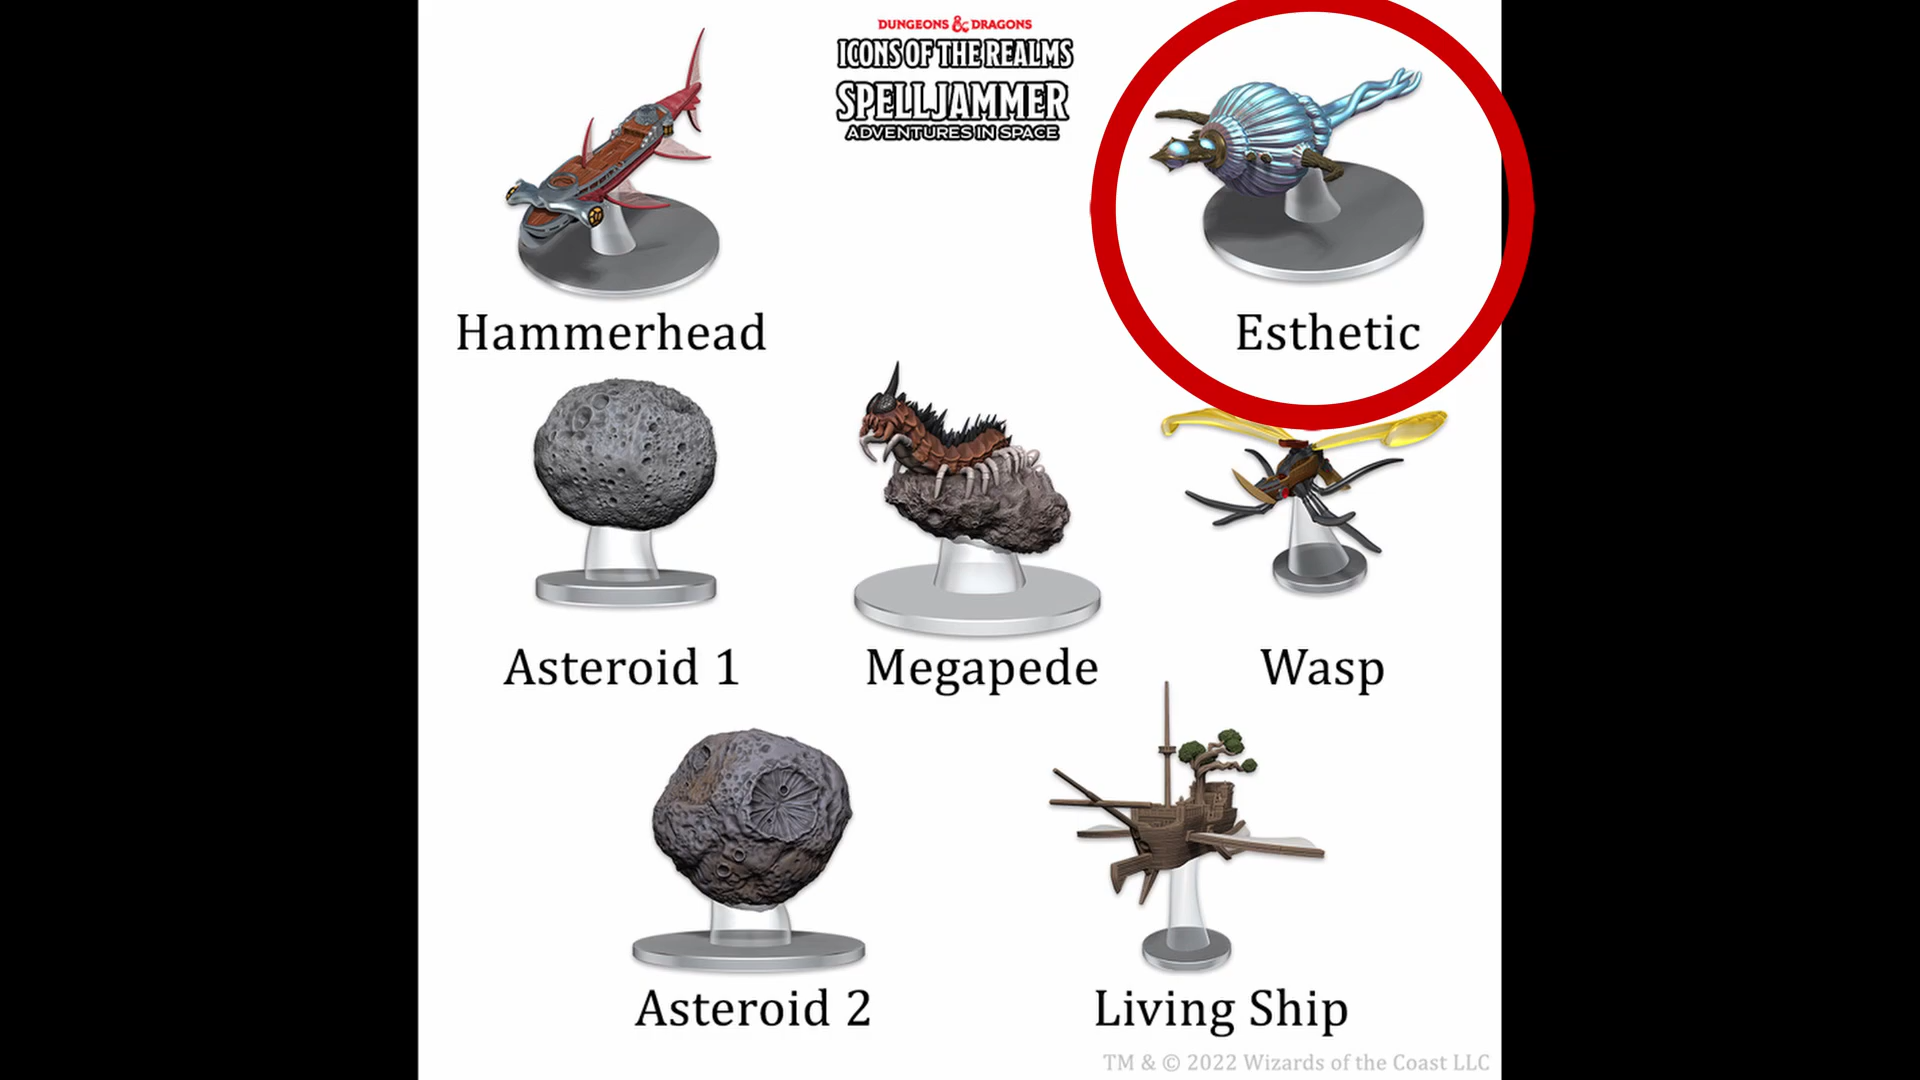 DUNGEONS & DRAGONS
ICONS OF THE REALMS
SPELLJAMMER
ADVENTURES IN SPACE
Hammerhead
Esthetic
Asteroid 1
Megapede
Wasp
Asteroid 2
Living Ship
TM & © 2022 Wizards of the Coast LLC